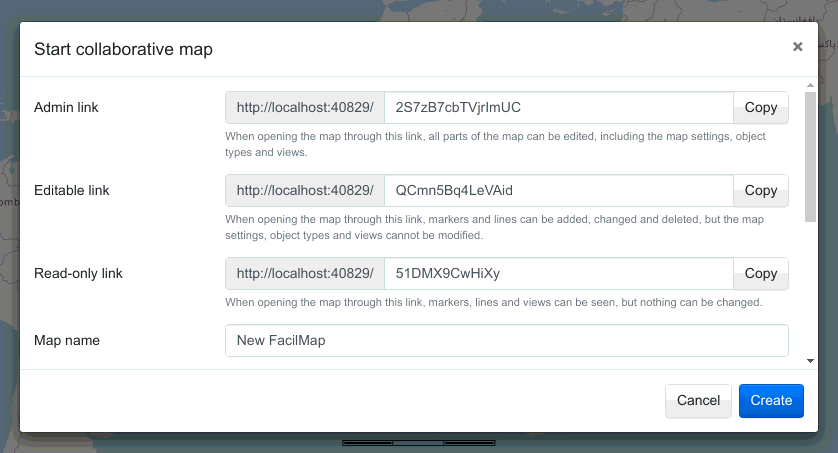 افغانستان
Start collaborative map
×
Admin link
http://localhost:40829/
2S7zB7cbTVjrImUC
Copy
When opening the map through this link, all parts of the map can be edited, including the map settings, object
types and views.
Editable link
http://localhost:40829/
QCmn5Bq4LeVAid
Copy
When opening the map through this link, markers and lines can be added, changed and deleted, but the map
settings, object types and views cannot be modified.
Read-only link
http://localhost:40829/
51DMX9CwHiXy
Copy
When opening the map through this link, markers, lines and views can be seen, but nothing can be changed.
Map name
New FacilMap
Cancel
Create